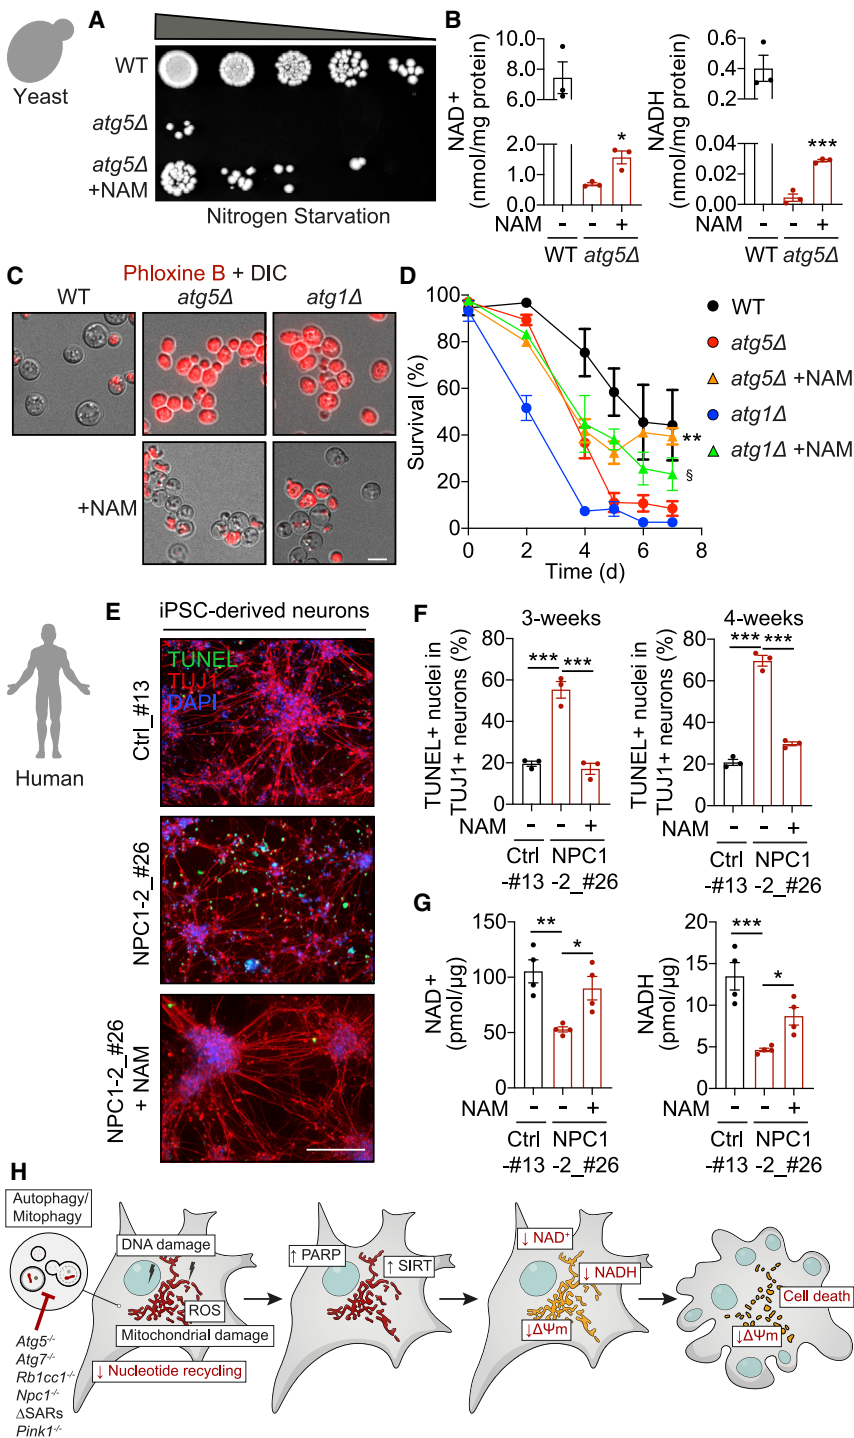 A
Yeast
WT
atg5Δ
atg5Δ
+NAM
Nitrogen Starvation
B
NAD+
(nmol/mg protein)
10.0
8.0
6.0
2.0
1.0
0.0
*
NAM
-
-
+
WT
atg5Δ
NADH
(nmol/mg protein)
0.6
0.4
0.2
0.04
0.02
0.00
***
NAM
-
-
+
WT
atg5Δ
C
Phloxine B + DIC
WT
atg5Δ
atg1Δ
+NAM
D
Survival (%)
100
80
60
40
20
0
0
2
4
6
8
Time (d)
**
§
WT
atg5Δ
atg5Δ +NAM
atg1Δ
atg1Δ +NAM
Human
E
iPSC-derived neurons
TUNEL
TUJ1
DAPI
Ctrl_#13
NPC1-2_#26
NPC1-2_#26
+ NAM
F
3-weeks
TUNEL+ nuclei in
TUJ1+ neurons (%)
80
60
40
20
0
***
***
NAM
-
-
+
Ctrl
-#13
NPC1
-2_#26
4-weeks
TUNEL+ nuclei in
TUJ1+ neurons (%)
80
60
40
20
0
***
***
NAM
-
-
+
Ctrl
-#13
NPC1
-2_#26
G
NAD+
(pmol/µg)
150
100
50
0
**
*
NAM
-
-
+
Ctrl
-#13
NPC1
-2_#26
NADH
(pmol/µg)
20
15
10
5
0
***
*
NAM
-
-
+
Ctrl
-#13
NPC1
-2_#26
H
Autophagy/
Mitophagy
Atg5-/-
Atg7-/-
Rb1cc1-/-
Npc1-/-
ΔSARs
Pink1-/-
DNA damage
ROS
Mitochondrial damage
↓ Nucleotide recycling
↑ PARP
↑ SIRT
↓ NAD+
↓ NADH
↓ΔΨm
Cell death
↓ΔΨm